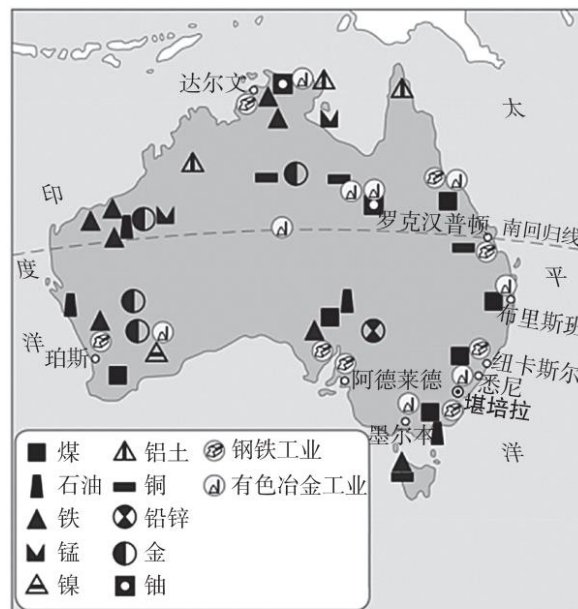 达尔文
太
印
罗克汉普顿
南回归线
度
平
布里斯班
洋
珀斯
阿德莱德
纽卡斯尔
悉尼
堪培拉
墨尔本
洋
煤 铝土 钢铁工业
石油 铜 有色冶金工业
铁 铅锌
锰 金
镍 铀